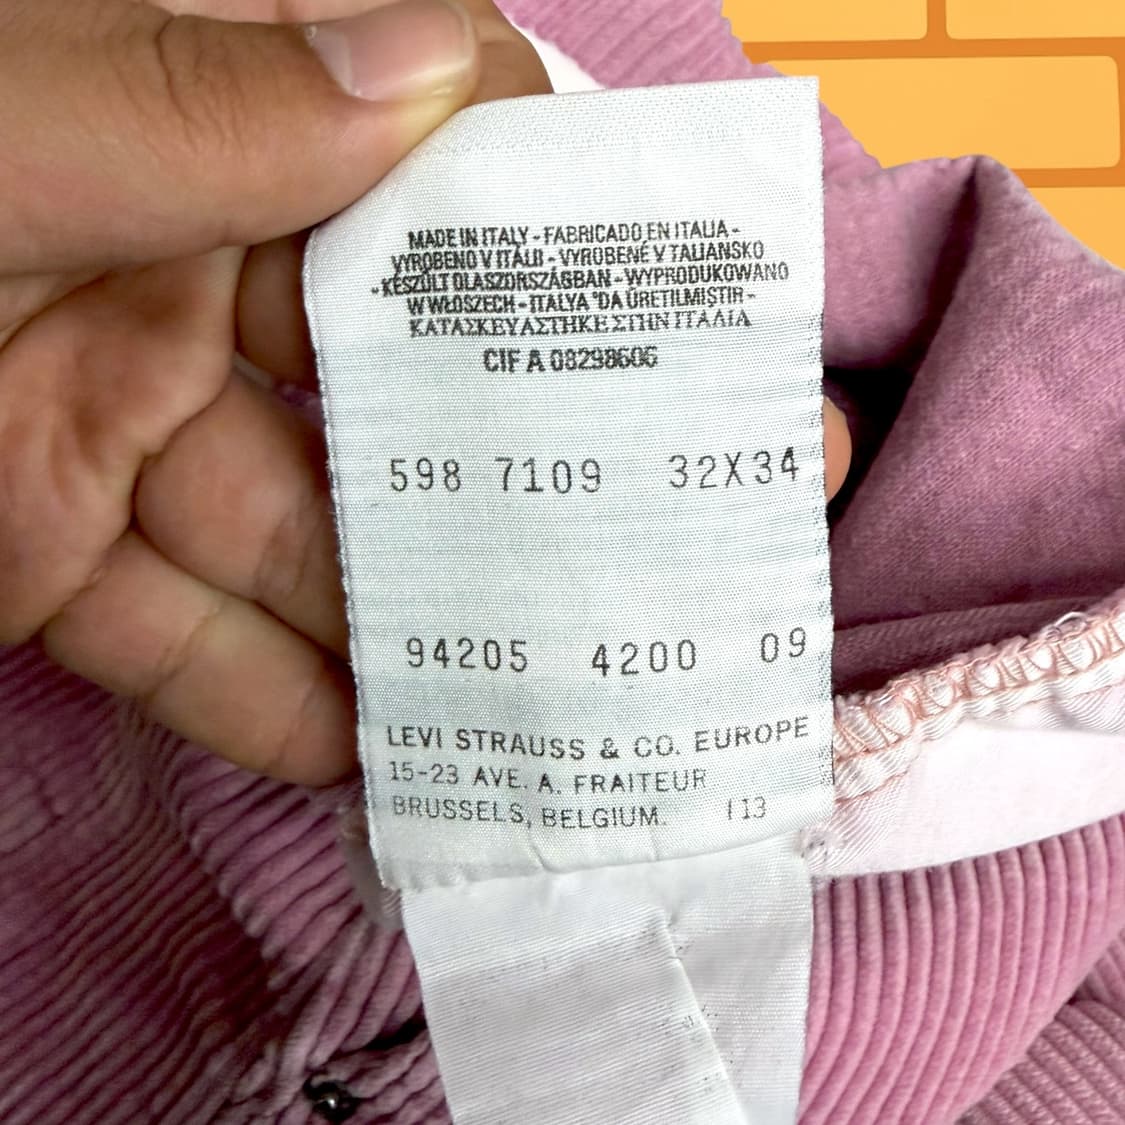 MADE IN ITALY - FABRICADO EN ITALIA -
VYROBENO V ITÁLII - VYROBENÉ V TALIANSKO
- KÉSZÜLT OLASZORSZÁGBAN - WYPRODUKOWANO
W WŁOSZECH - ITALYA 'DA ÜRETILMIŞTIR -
ΚΑΤΑΣΚΕΥΑΣΤΗΚΕ ΣΤΗΝ ΙΤΑΛΙΑ
CIF A 08298606
598 7109 32X34
94205 4200 09
LEVI STRAUSS & CO. EUROPE
15-23 AVE. A. FRAITEUR
BRUSSELS, BELGIUM. I 13